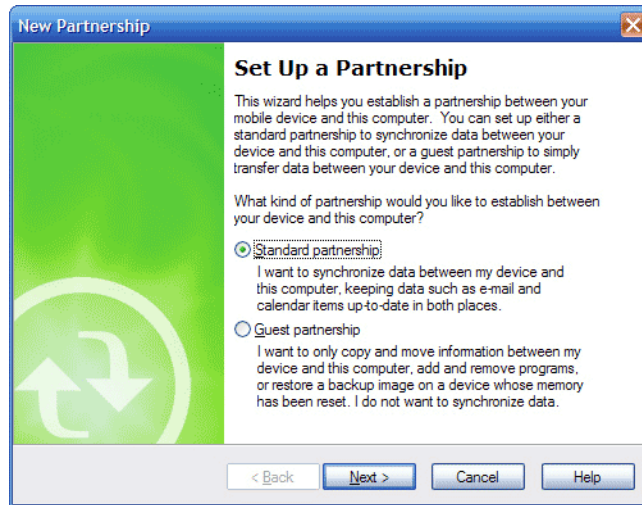 New Partnership
Set Up a Partnership
This wizard helps you establish a partnership between your
mobile device and this computer.  You can set up either a
standard partnership to synchronize data between your
device and this computer, or a guest partnership to simply
transfer data between your device and this computer.
What kind of partnership would you like to establish between
your device and this computer?
Standard partnership
I want to synchronize data between my device and
this computer, keeping data such as e-mail and
calendar items up-to-date in both places.
Guest partnership
I want to only copy and move information between my
device and this computer, add and remove programs,
or restore a backup image on a device whose memory
has been reset. I do not want to synchronize data.
< Back   Next >   Cancel   Help